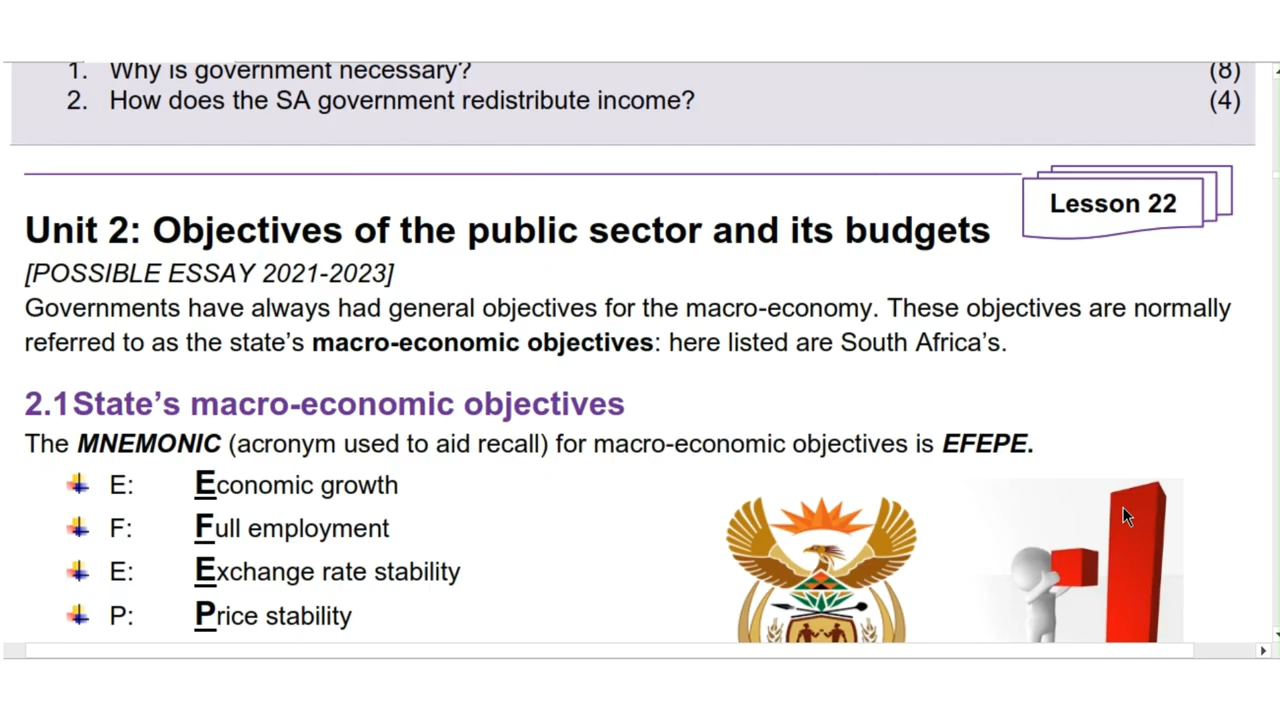 1. Why is government necessary? (8)
2. How does the SA government redistribute income? (4)
Lesson 22
Unit 2: Objectives of the public sector and its budgets
[POSSIBLE ESSAY 2021-2023]
Governments have always had general objectives for the macro-economy. These objectives are normally
referred to as the state’s macro-economic objectives: here listed are South Africa’s.
2.1State’s macro-economic objectives
The MNEMONIC (acronym used to aid recall) for macro-economic objectives is EFEPE.
E: Economic growth
F: Full employment
E: Exchange rate stability
P: Price stability